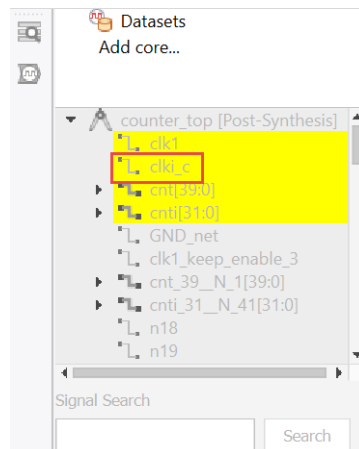 Datasets
Add core...
counter_top [Post-Synthesis]
clk1
clki_c
cnt[39:0]
cnti[31:0]
GND_net
clk1_keep_enable_3
cnt_39__N_1[39:0]
cnti_31__N_41[31:0]
n18
n19
Signal Search
Search